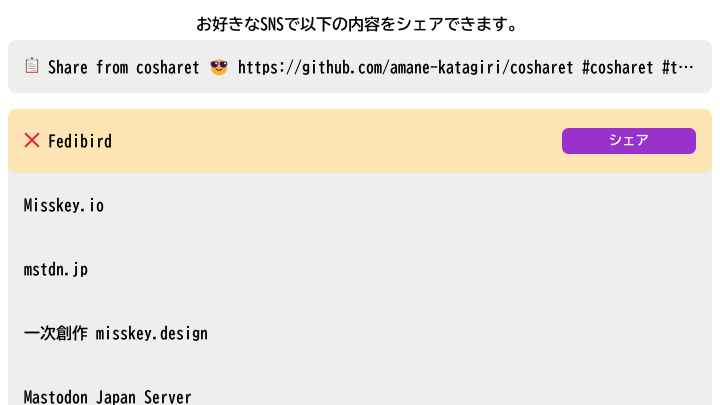 お好きなSNSで以下の内容をシェアできます。
📋 Share from cosharet 😎 https://github.com/amane-katagiri/cosharet #cosharet #t…
❌ Fedibird シェア
Misskey.io
mstdn.jp
一次創作 misskey.design
Mastodon Japan Server